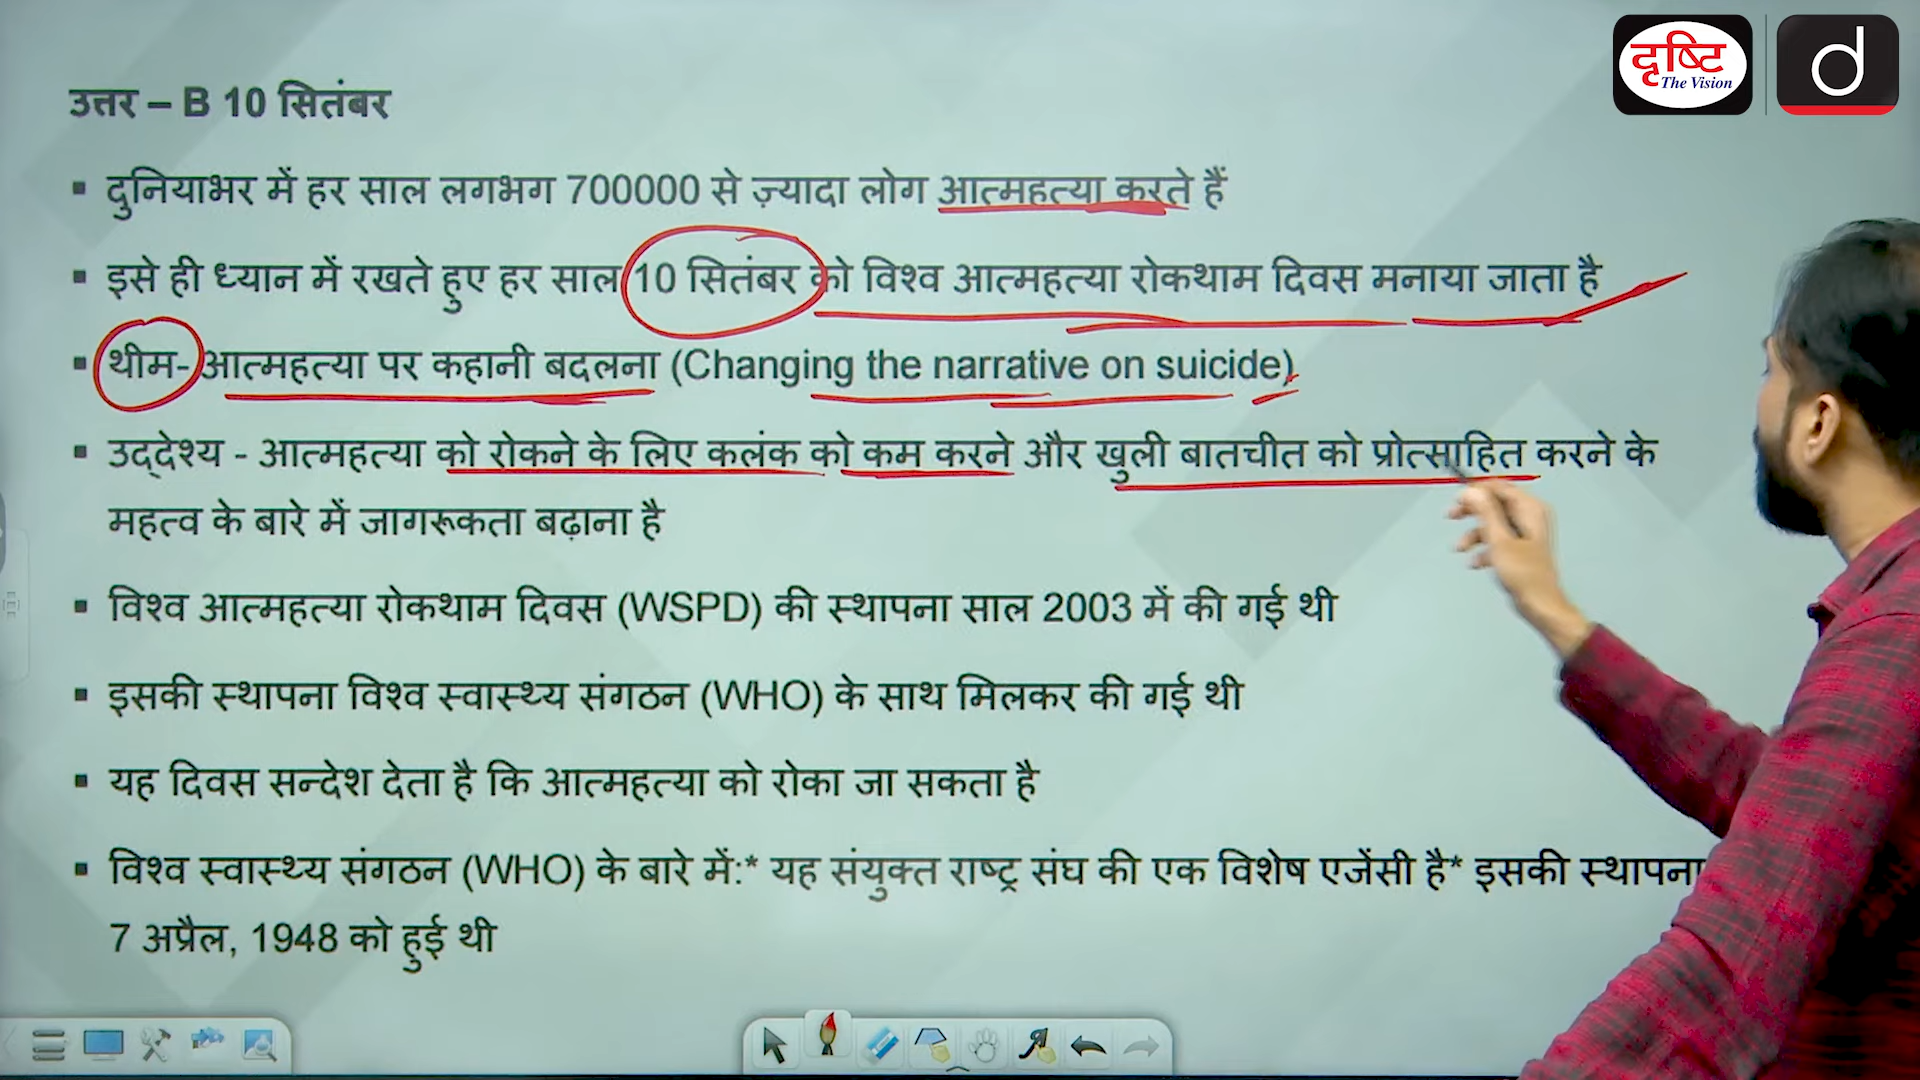 दृष्टि
The Vision
d
उत्तर – B 10 सितंबर
▪ दुनियाभर में हर साल लगभग 700000 से ज़्यादा लोग आत्महत्या करते हैं
▪ इसे ही ध्यान में रखते हुए हर साल 10 सितंबर को विश्व आत्महत्या रोकथाम दिवस मनाया जाता है
▪ थीम- आत्महत्या पर कहानी बदलना (Changing the narrative on suicide)
▪ उद्देश्य - आत्महत्या को रोकने के लिए कलंक को कम करने और खुली बातचीत को प्रोत्साहित करने के
महत्व के बारे में जागरूकता बढ़ाना है
▪ विश्व आत्महत्या रोकथाम दिवस (WSPD) की स्थापना साल 2003 में की गई थी
▪ इसकी स्थापना विश्व स्वास्थ्य संगठन (WHO) के साथ मिलकर की गई थी
▪ यह दिवस सन्देश देता है कि आत्महत्या को रोका जा सकता है
▪ विश्व स्वास्थ्य संगठन (WHO) के बारे में:* यह संयुक्त राष्ट्र संघ की एक विशेष एजेंसी है* इसकी स्थापना
7 अप्रैल, 1948 को हुई थी